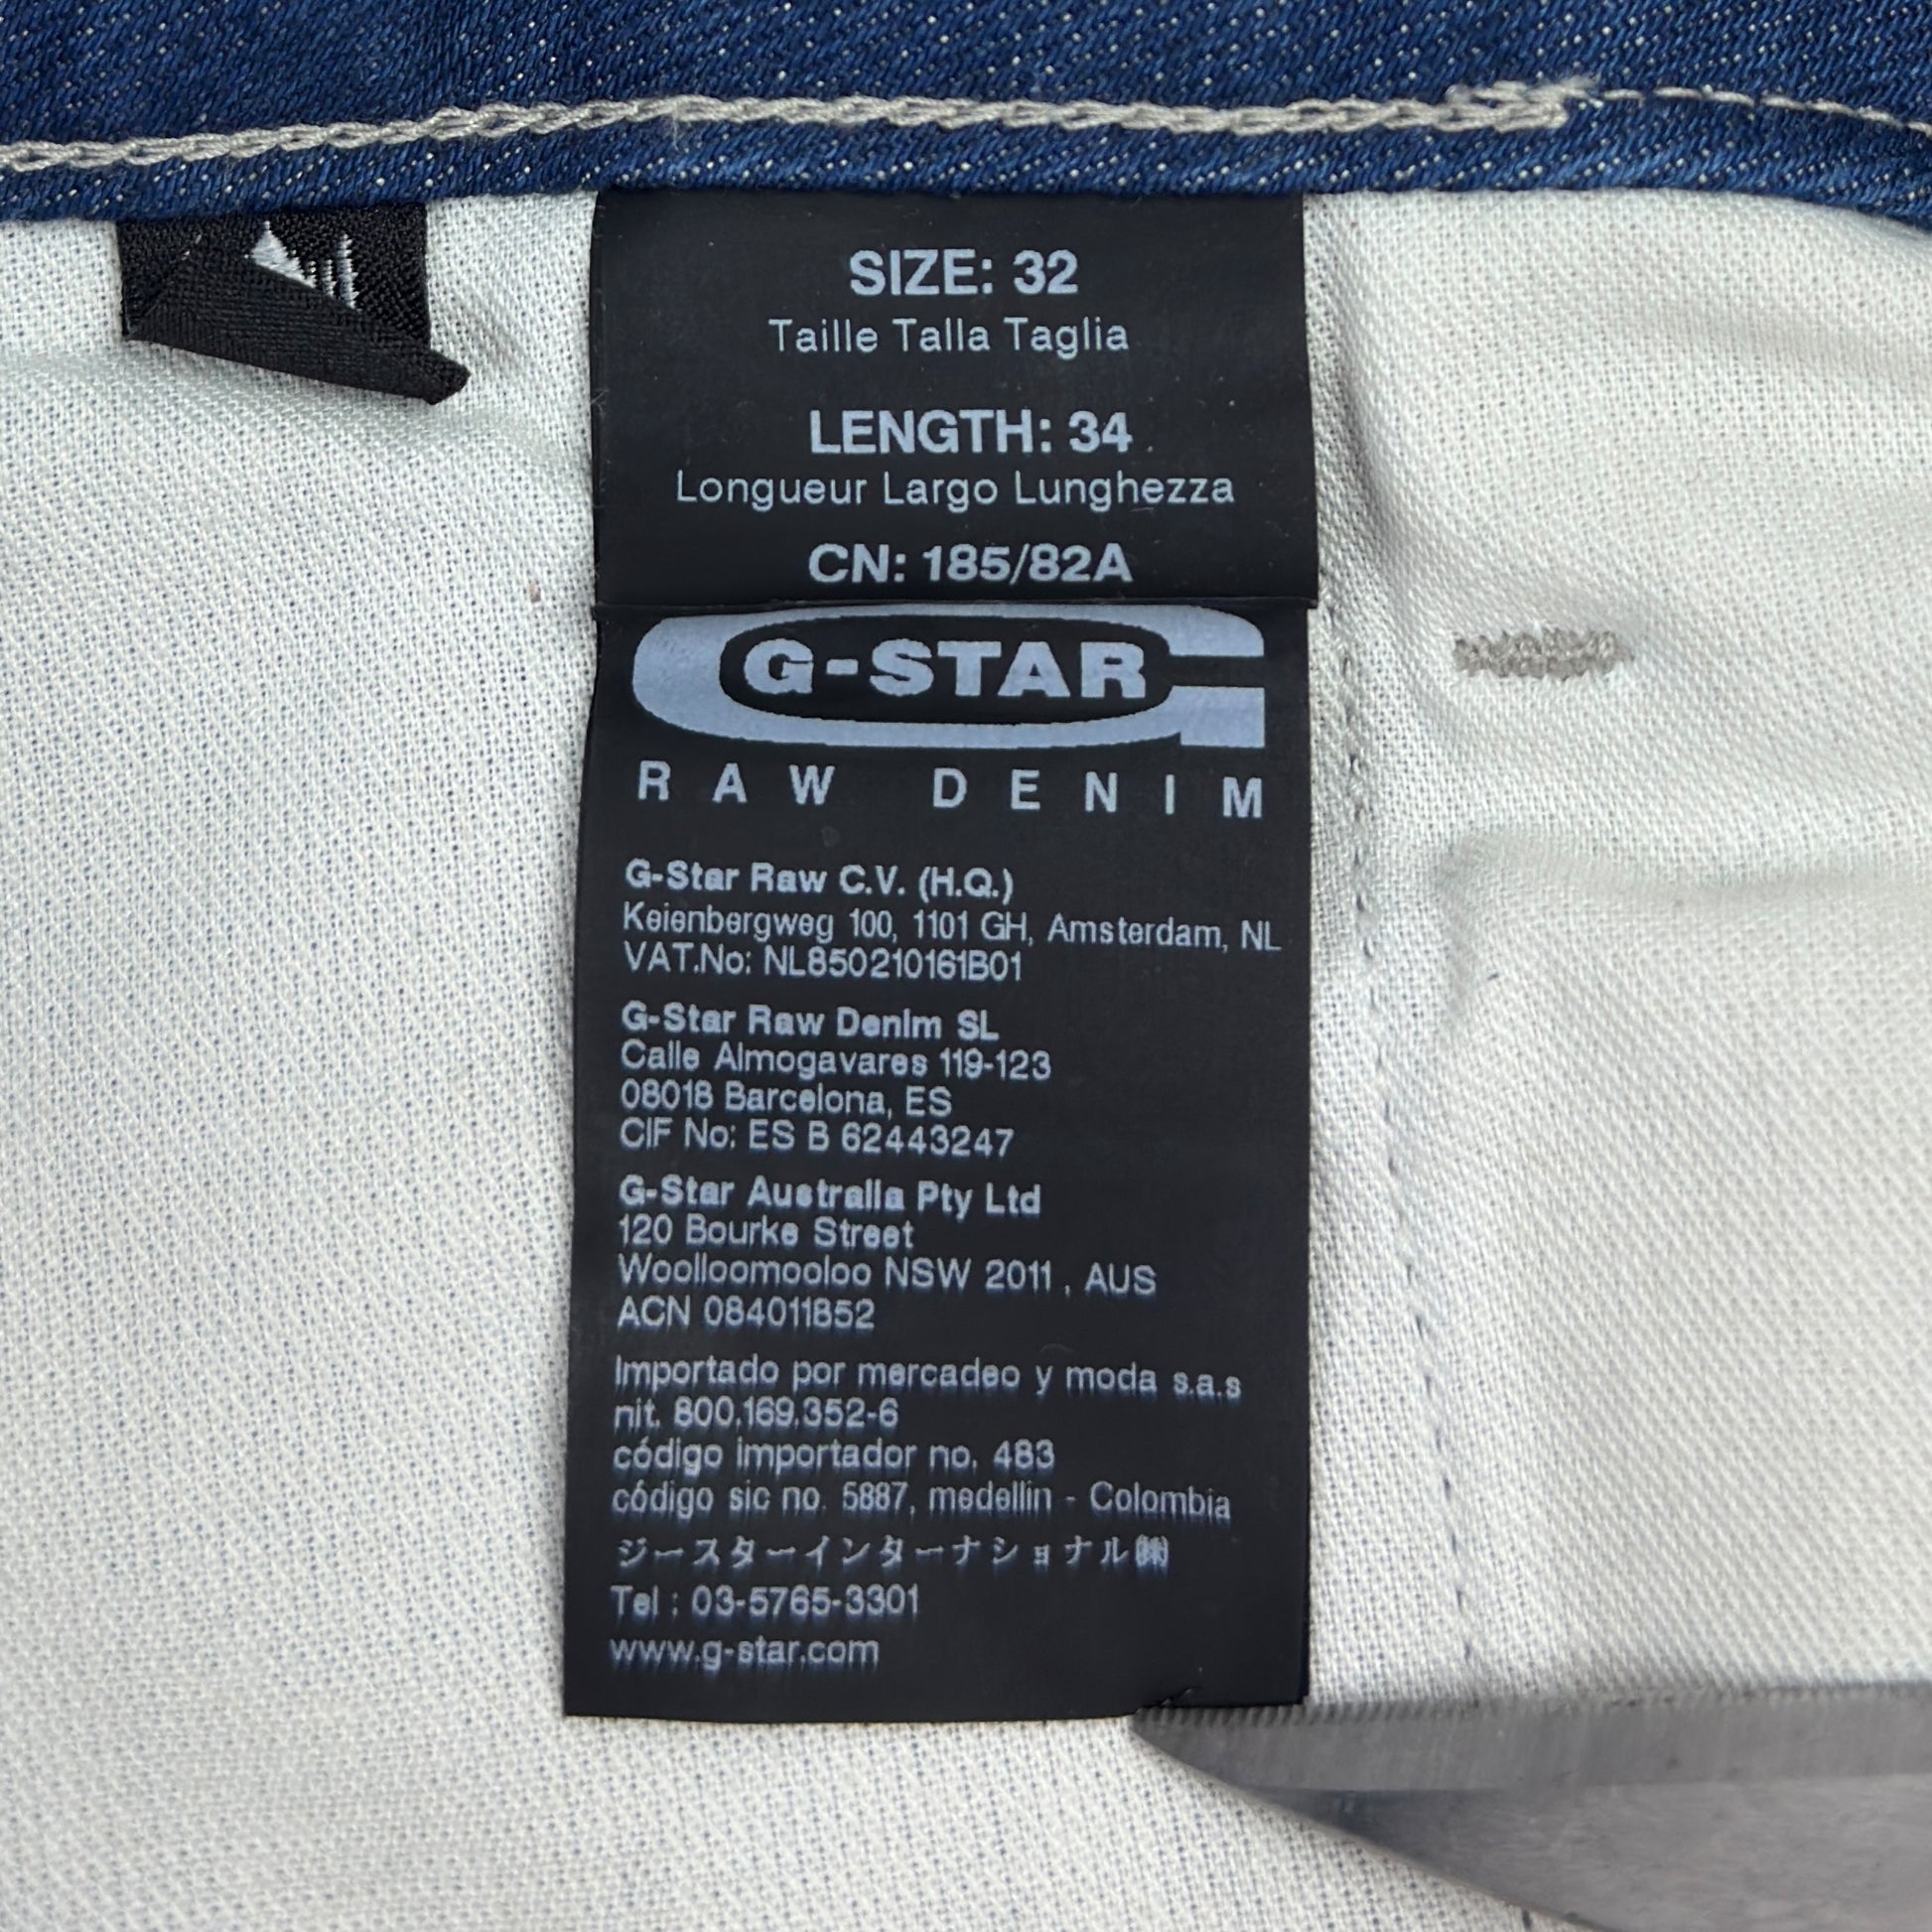 SIZE: 32
Taille Talla Taglia
LENGTH: 34
Longueur Largo Lunghezza
CN: 185/82A
G-STAR
RAW DENIM
G-Star Raw C.V. (H.Q.)
Keienbergweg 100, 1101 GH, Amsterdam, NL
VAT.No: NL850210161B01
G-Star Raw Denim SL
Calle Almogavares 119-123
08018 Barcelona, ES
CIF No: ES B 62443247
G-Star Australia Pty Ltd
120 Bourke Street
Woolloomooloo NSW 2011 , AUS
ACN 084011852
Importado por mercadeo y moda s.a.s
nit. 800.169.352-6
código importador no. 483
código sic no. 5887, medellin - Colombia
ジースターインターナショナル㈱
Tel : 03-5765-3301
www.g-star.com